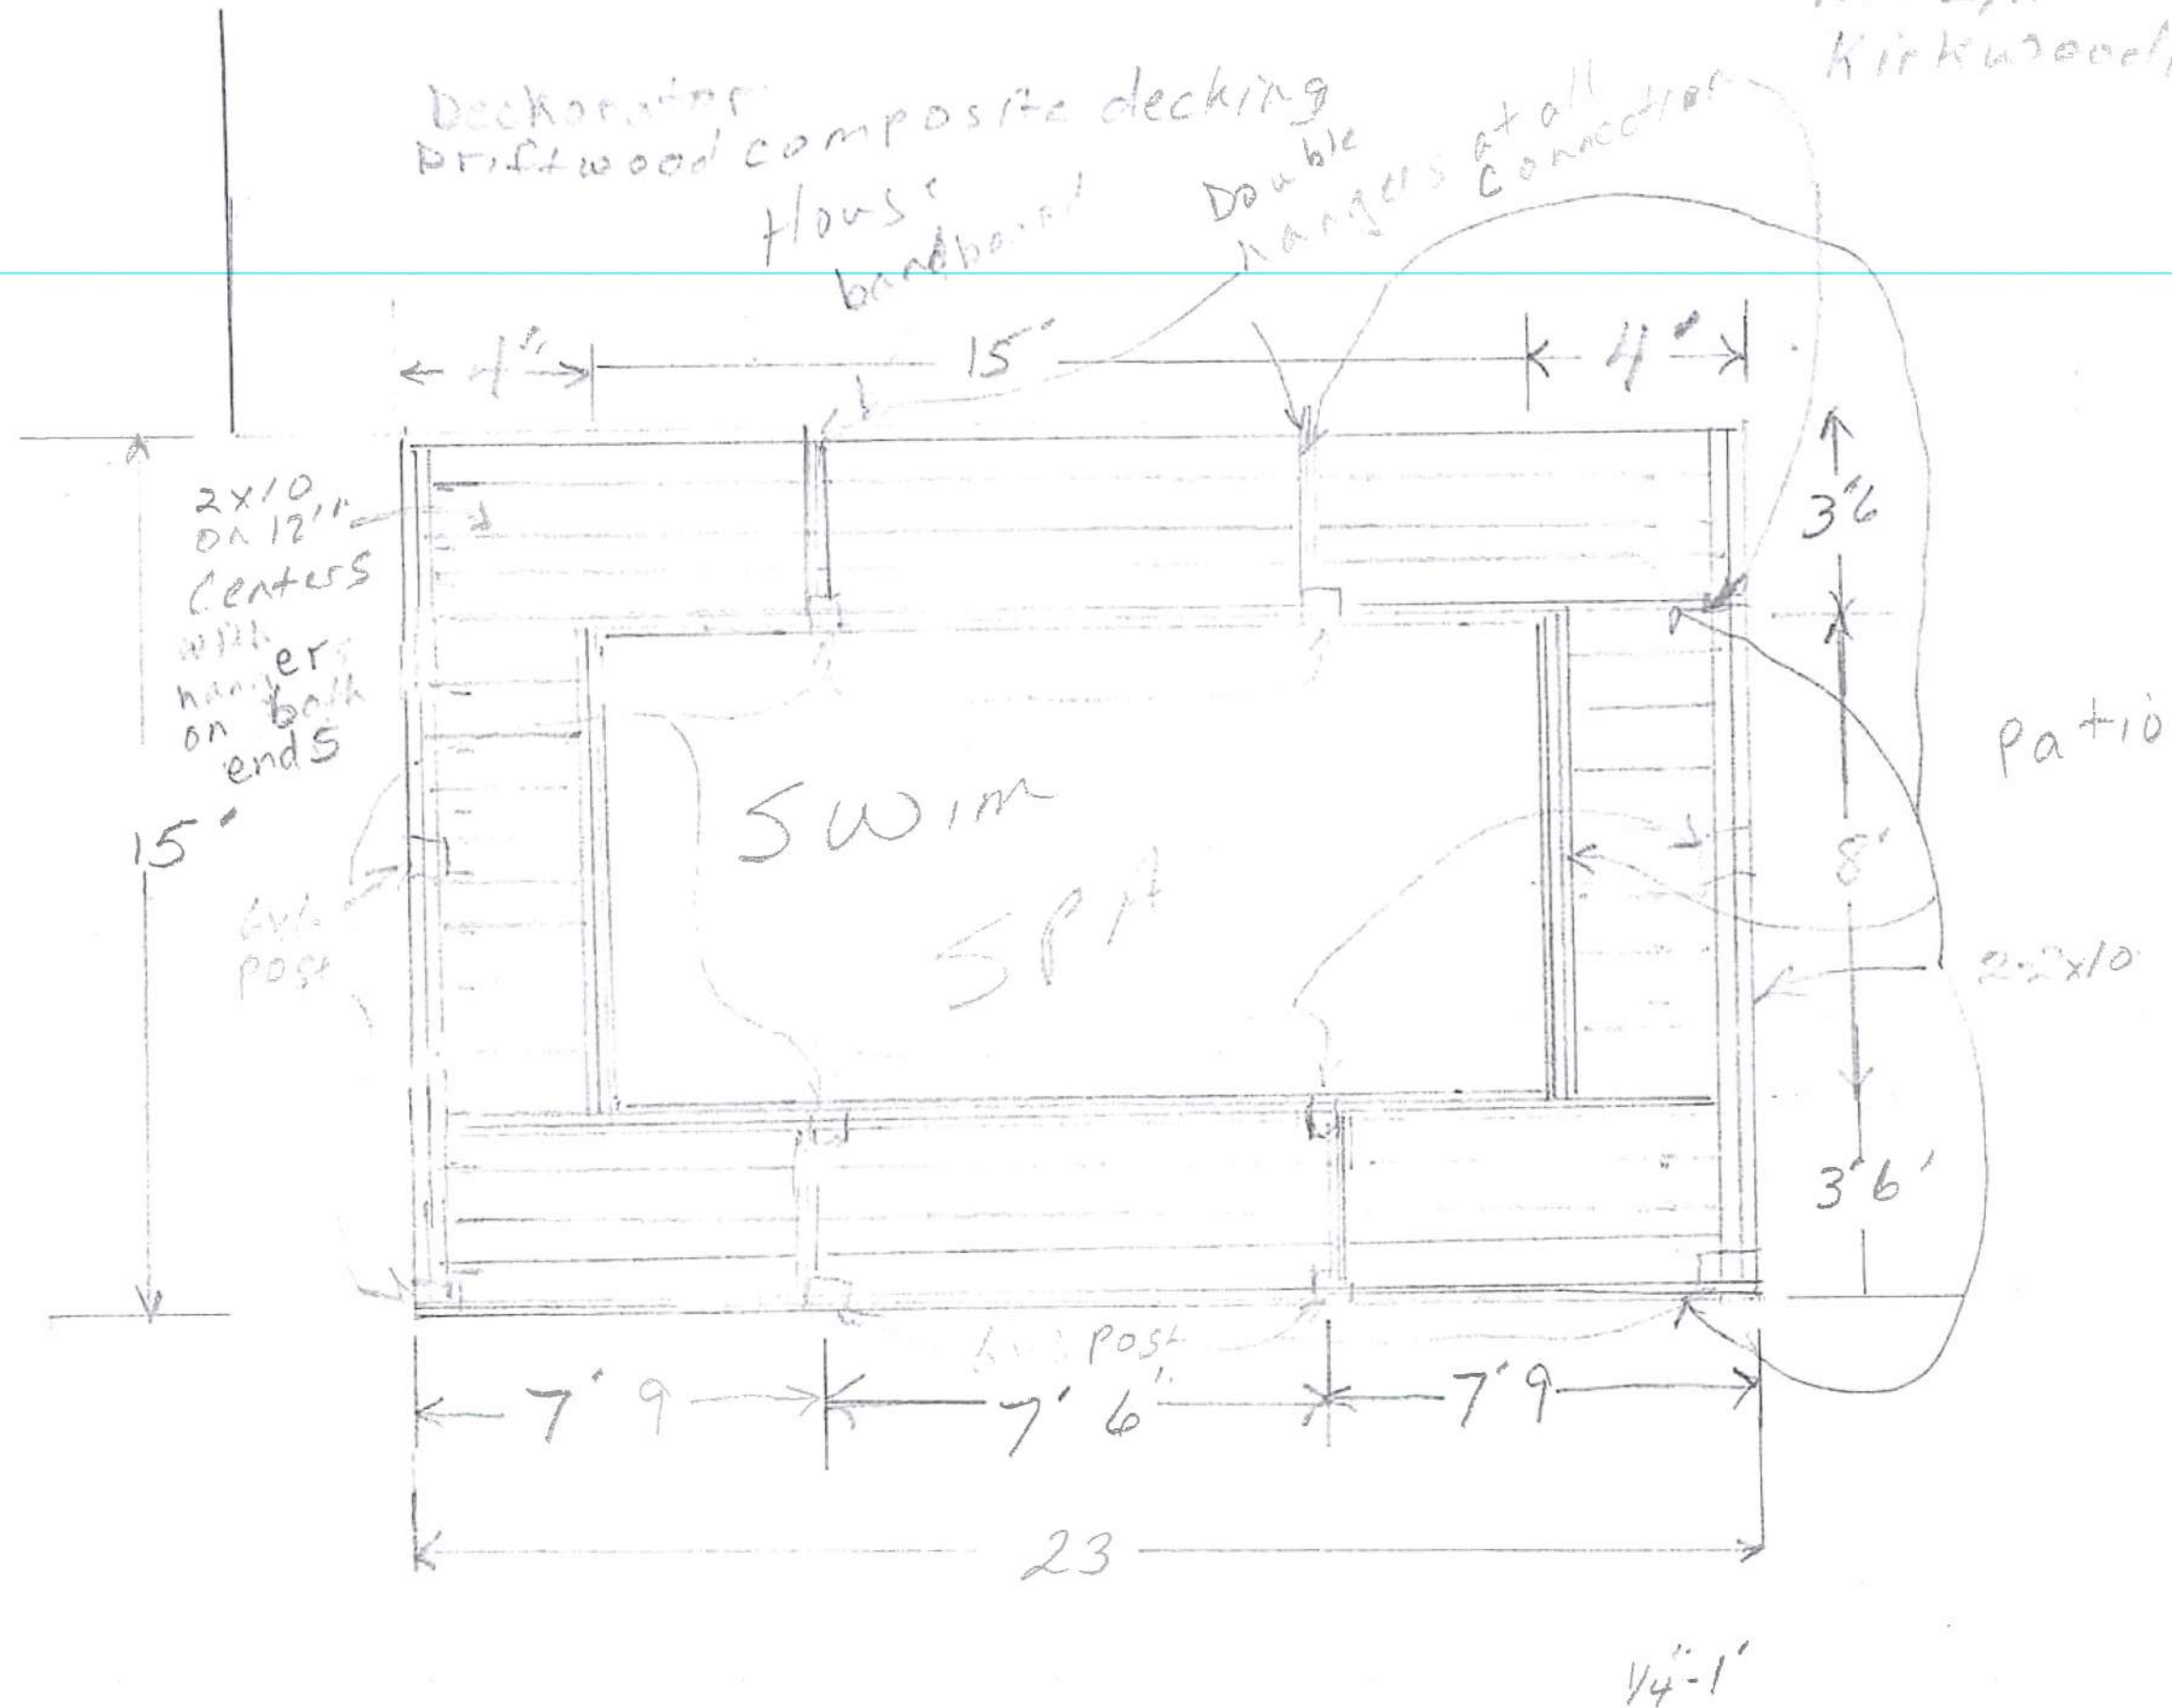 Kirkwood
Deckorator
Driftwood composite decking
House
bandboard
Double
hangers at all
connection
4'
15'
4'
2x10
on 12"
Centers
with
hangers
on both
ends
3'6
15'
Swim
Spa
Patio
8'
6x6
post
2-2x10
3'6'
post
7' 9
7' 6"
7' 9
23
1/4"-1'